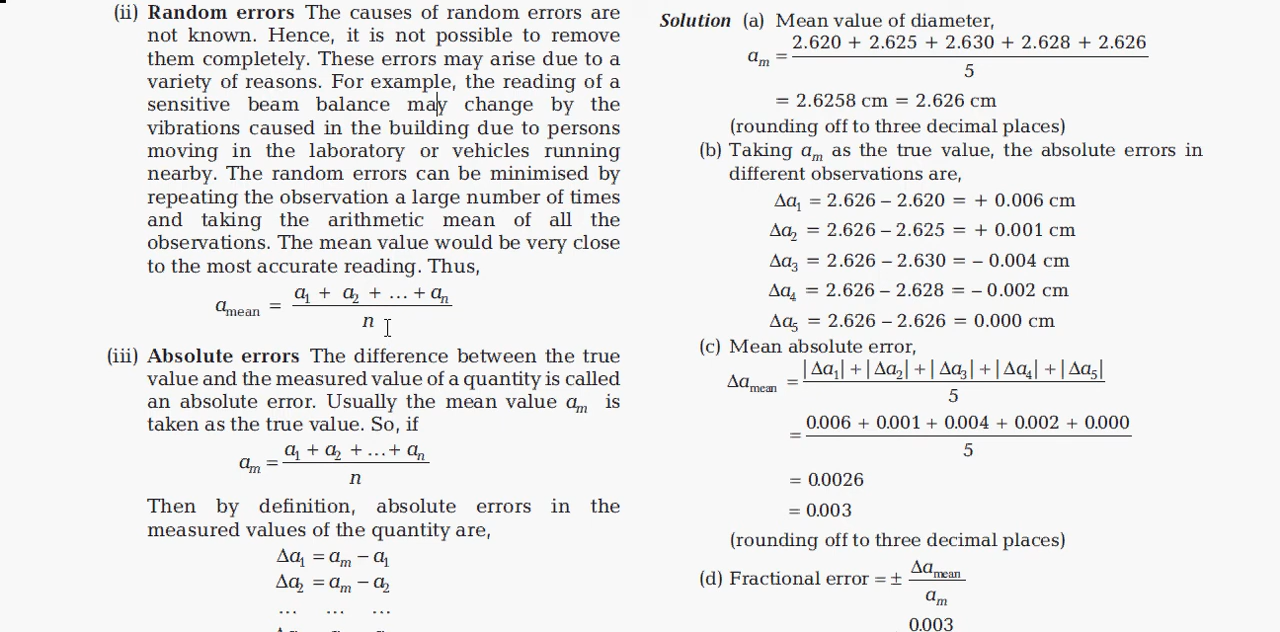 (ii) Random errors The causes of random errors are
not known. Hence, it is not possible to remove
them completely. These errors may arise due to a
variety of reasons. For example, the reading of a
sensitive beam balance may change by the
vibrations caused in the building due to persons
moving in the laboratory or vehicles running
nearby. The random errors can be minimised by
repeating the observation a large number of times
and taking the arithmetic mean of all the
observations. The mean value would be very close
to the most accurate reading. Thus,
a_mean = (a₁ + a₂ + ... + aₙ) / n
(iii) Absolute errors The difference between the true
value and the measured value of a quantity is called
an absolute error. Usually the mean value aₘ is
taken as the true value. So, if
aₘ = (a₁ + a₂ + ... + aₙ) / n
Then by definition, absolute errors in the
measured values of the quantity are,
Δa₁ = aₘ − a₁
Δa₂ = aₘ − a₂
... ... ...
Solution (a) Mean value of diameter,
aₘ = (2.620 + 2.625 + 2.630 + 2.628 + 2.626) / 5
= 2.6258 cm = 2.626 cm
(rounding off to three decimal places)
(b) Taking aₘ as the true value, the absolute errors in
different observations are,
Δa₁ = 2.626 – 2.620 = + 0.006 cm
Δa₂ = 2.626 – 2.625 = + 0.001 cm
Δa₃ = 2.626 – 2.630 = – 0.004 cm
Δa₄ = 2.626 – 2.628 = – 0.002 cm
Δa₅ = 2.626 – 2.626 = 0.000 cm
(c) Mean absolute error,
Δa_mean = (|Δa₁| + |Δa₂| + |Δa₃| + |Δa₄| + |Δa₅|) / 5
= (0.006 + 0.001 + 0.004 + 0.002 + 0.000) / 5
= 0.0026
= 0.003
(rounding off to three decimal places)
(d) Fractional error = ± Δa_mean / aₘ
0.003